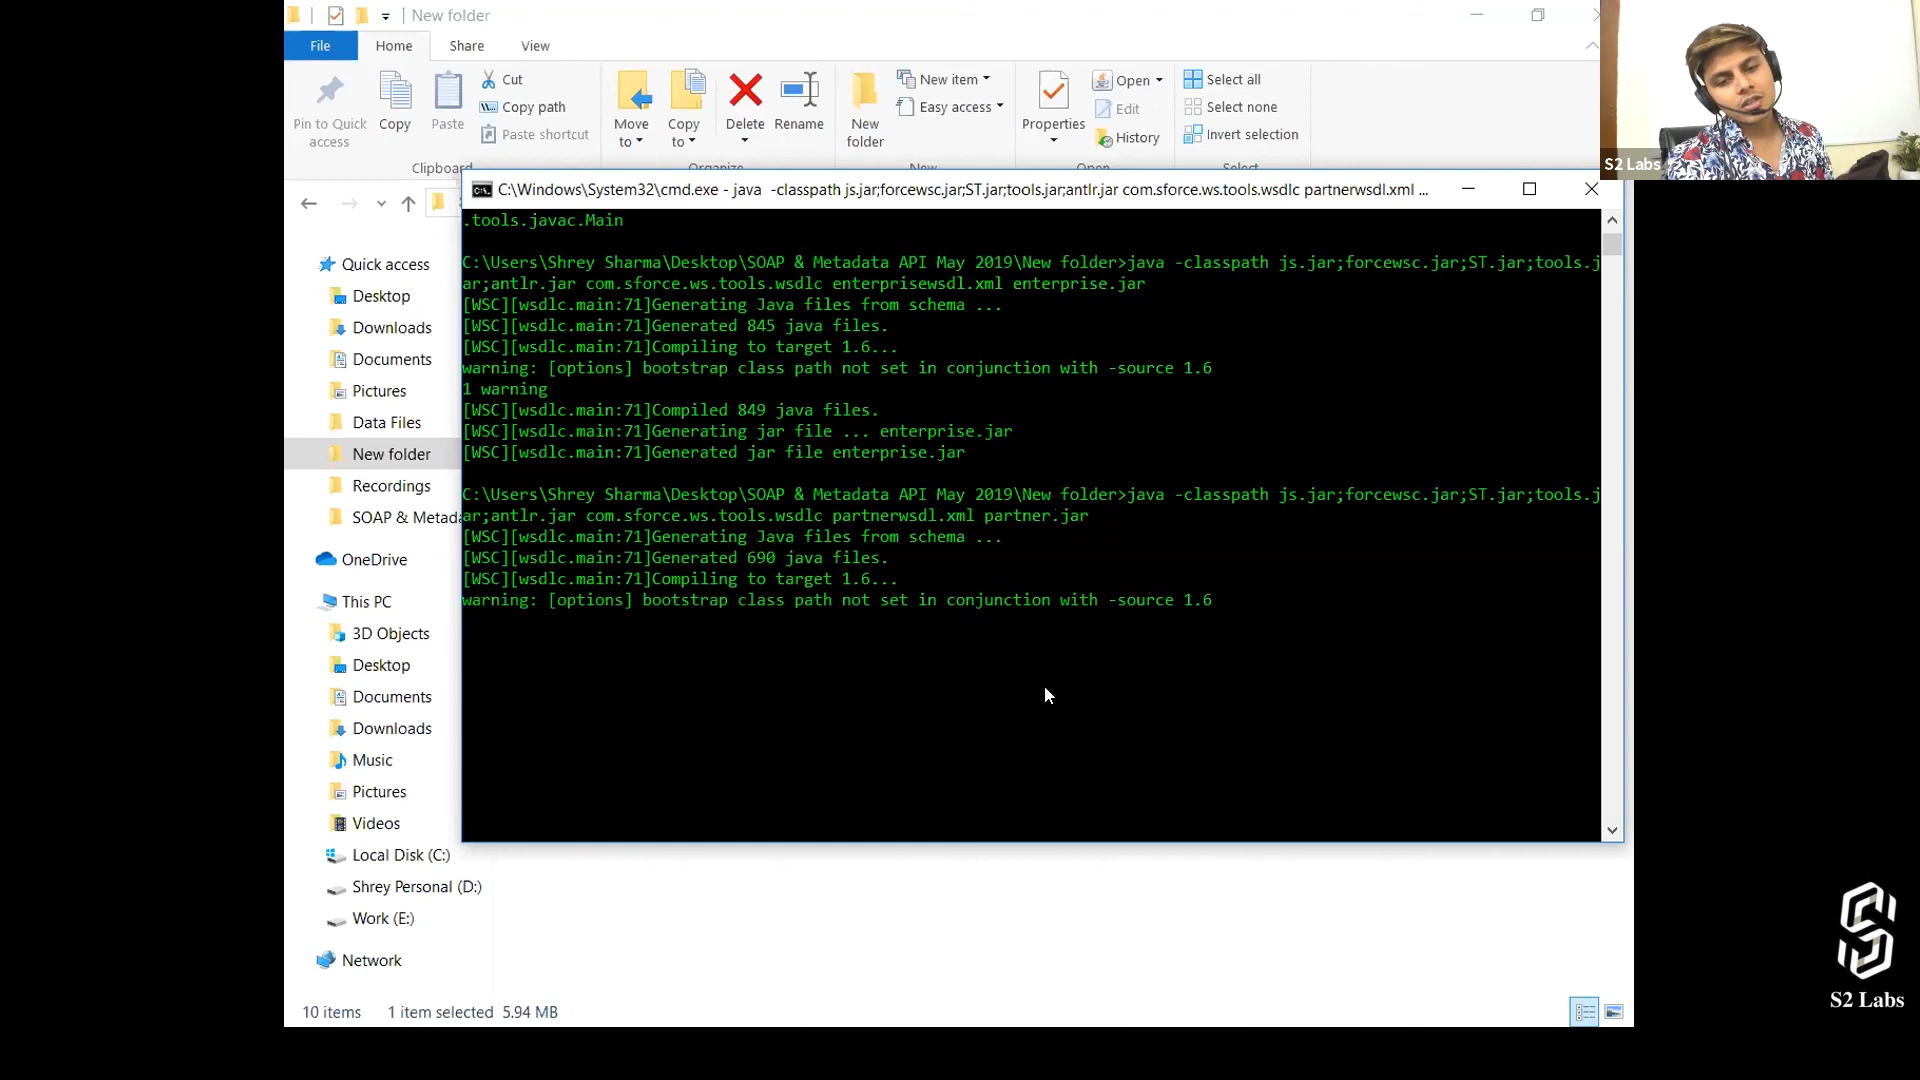 New folder
File
Home
Share
View
Pin to Quick access
Copy
Paste
Cut
Copy path
Paste shortcut
Move to
Copy to
Delete
Rename
New folder
New item
Easy access
Properties
Open
Edit
History
Select all
Select none
Invert selection
S2 Labs
C:\Windows\System32\cmd.exe - java  -classpath js.jar;forcewsc.jar;ST.jar;tools.jar;antlr.jar com.sforce.ws.tools.wsdlc partnerwsdl.xml ...
.tools.javac.Main
C:\Users\Shrey Sharma\Desktop\SOAP & Metadata API May 2019\New folder>java -classpath js.jar;forcewsc.jar;ST.jar;tools.j
ar;antlr.jar com.sforce.ws.tools.wsdlc enterprisewsdl.xml enterprise.jar
[WSC][wsdlc.main:71]Generating Java files from schema ...
[WSC][wsdlc.main:71]Generated 845 java files.
[WSC][wsdlc.main:71]Compiling to target 1.6...
warning: [options] bootstrap class path not set in conjunction with -source 1.6
1 warning
[WSC][wsdlc.main:71]Compiled 849 java files.
[WSC][wsdlc.main:71]Generating jar file ... enterprise.jar
[WSC][wsdlc.main:71]Generated jar file enterprise.jar
C:\Users\Shrey Sharma\Desktop\SOAP & Metadata API May 2019\New folder>java -classpath js.jar;forcewsc.jar;ST.jar;tools.j
ar;antlr.jar com.sforce.ws.tools.wsdlc partnerwsdl.xml partner.jar
[WSC][wsdlc.main:71]Generating Java files from schema ...
[WSC][wsdlc.main:71]Generated 690 java files.
[WSC][wsdlc.main:71]Compiling to target 1.6...
warning: [options] bootstrap class path not set in conjunction with -source 1.6
Quick access
Desktop
Downloads
Documents
Pictures
Data Files
New folder
Recordings
SOAP & Metada
OneDrive
This PC
3D Objects
Desktop
Documents
Downloads
Music
Pictures
Videos
Local Disk (C:)
Shrey Personal (D:)
Work (E:)
Network
10 items
1 item selected  5.94 MB
S2 Labs